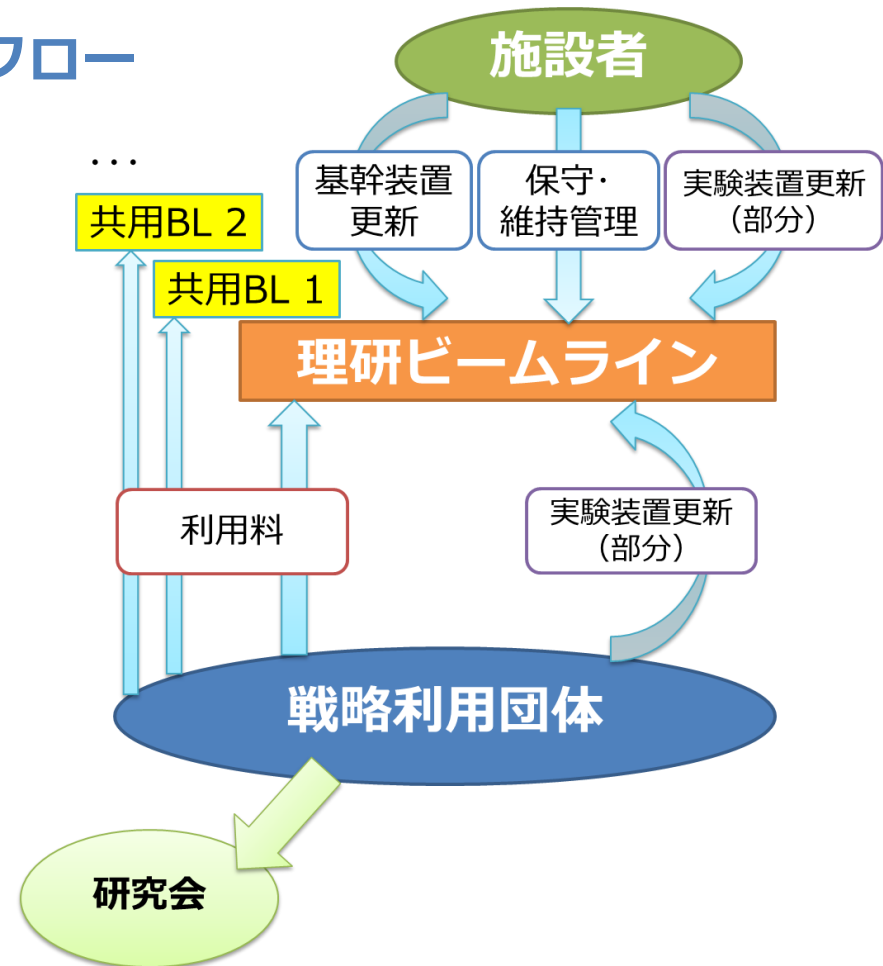 フロー
施設者
基幹装置
更新
保守・
維持管理
実験装置更新
（部分）
...
共用BL 2
共用BL 1
理研ビームライン
利用料
実験装置更新
（部分）
戦略利用団体
研究会